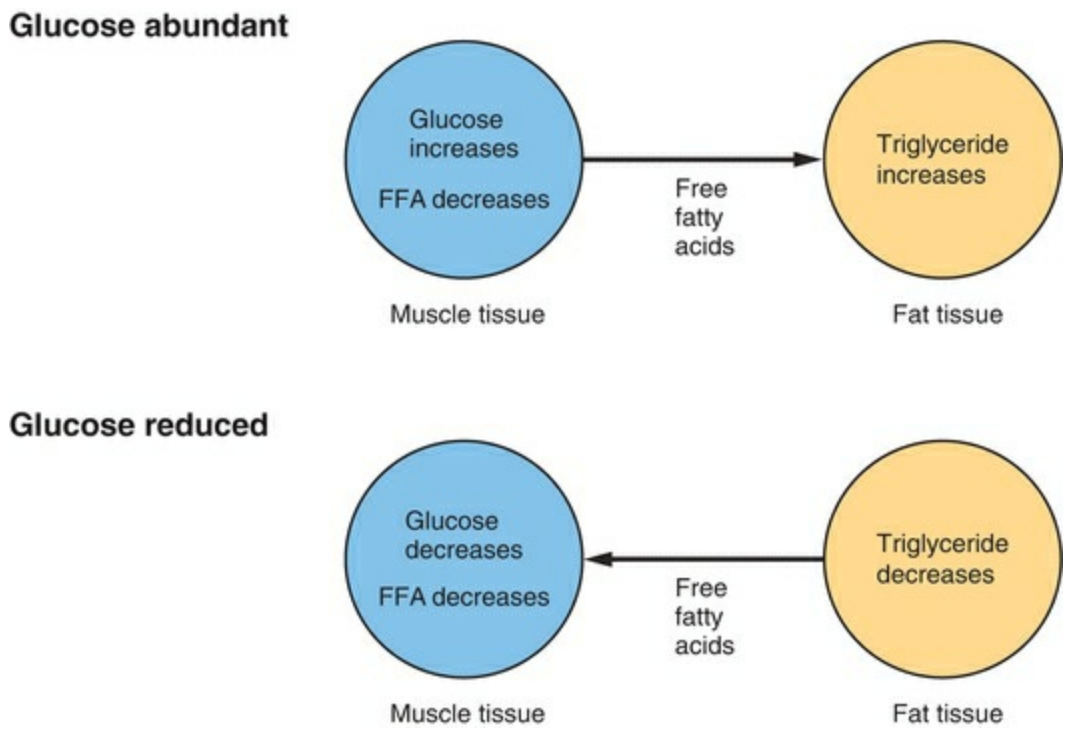 Glucose abundant
Glucose
increases
FFA decreases
Free
fatty
acids
Triglyceride
increases
Muscle tissue
Fat tissue
Glucose reduced
Glucose
decreases
FFA decreases
Free
fatty
acids
Triglyceride
decreases
Muscle tissue
Fat tissue